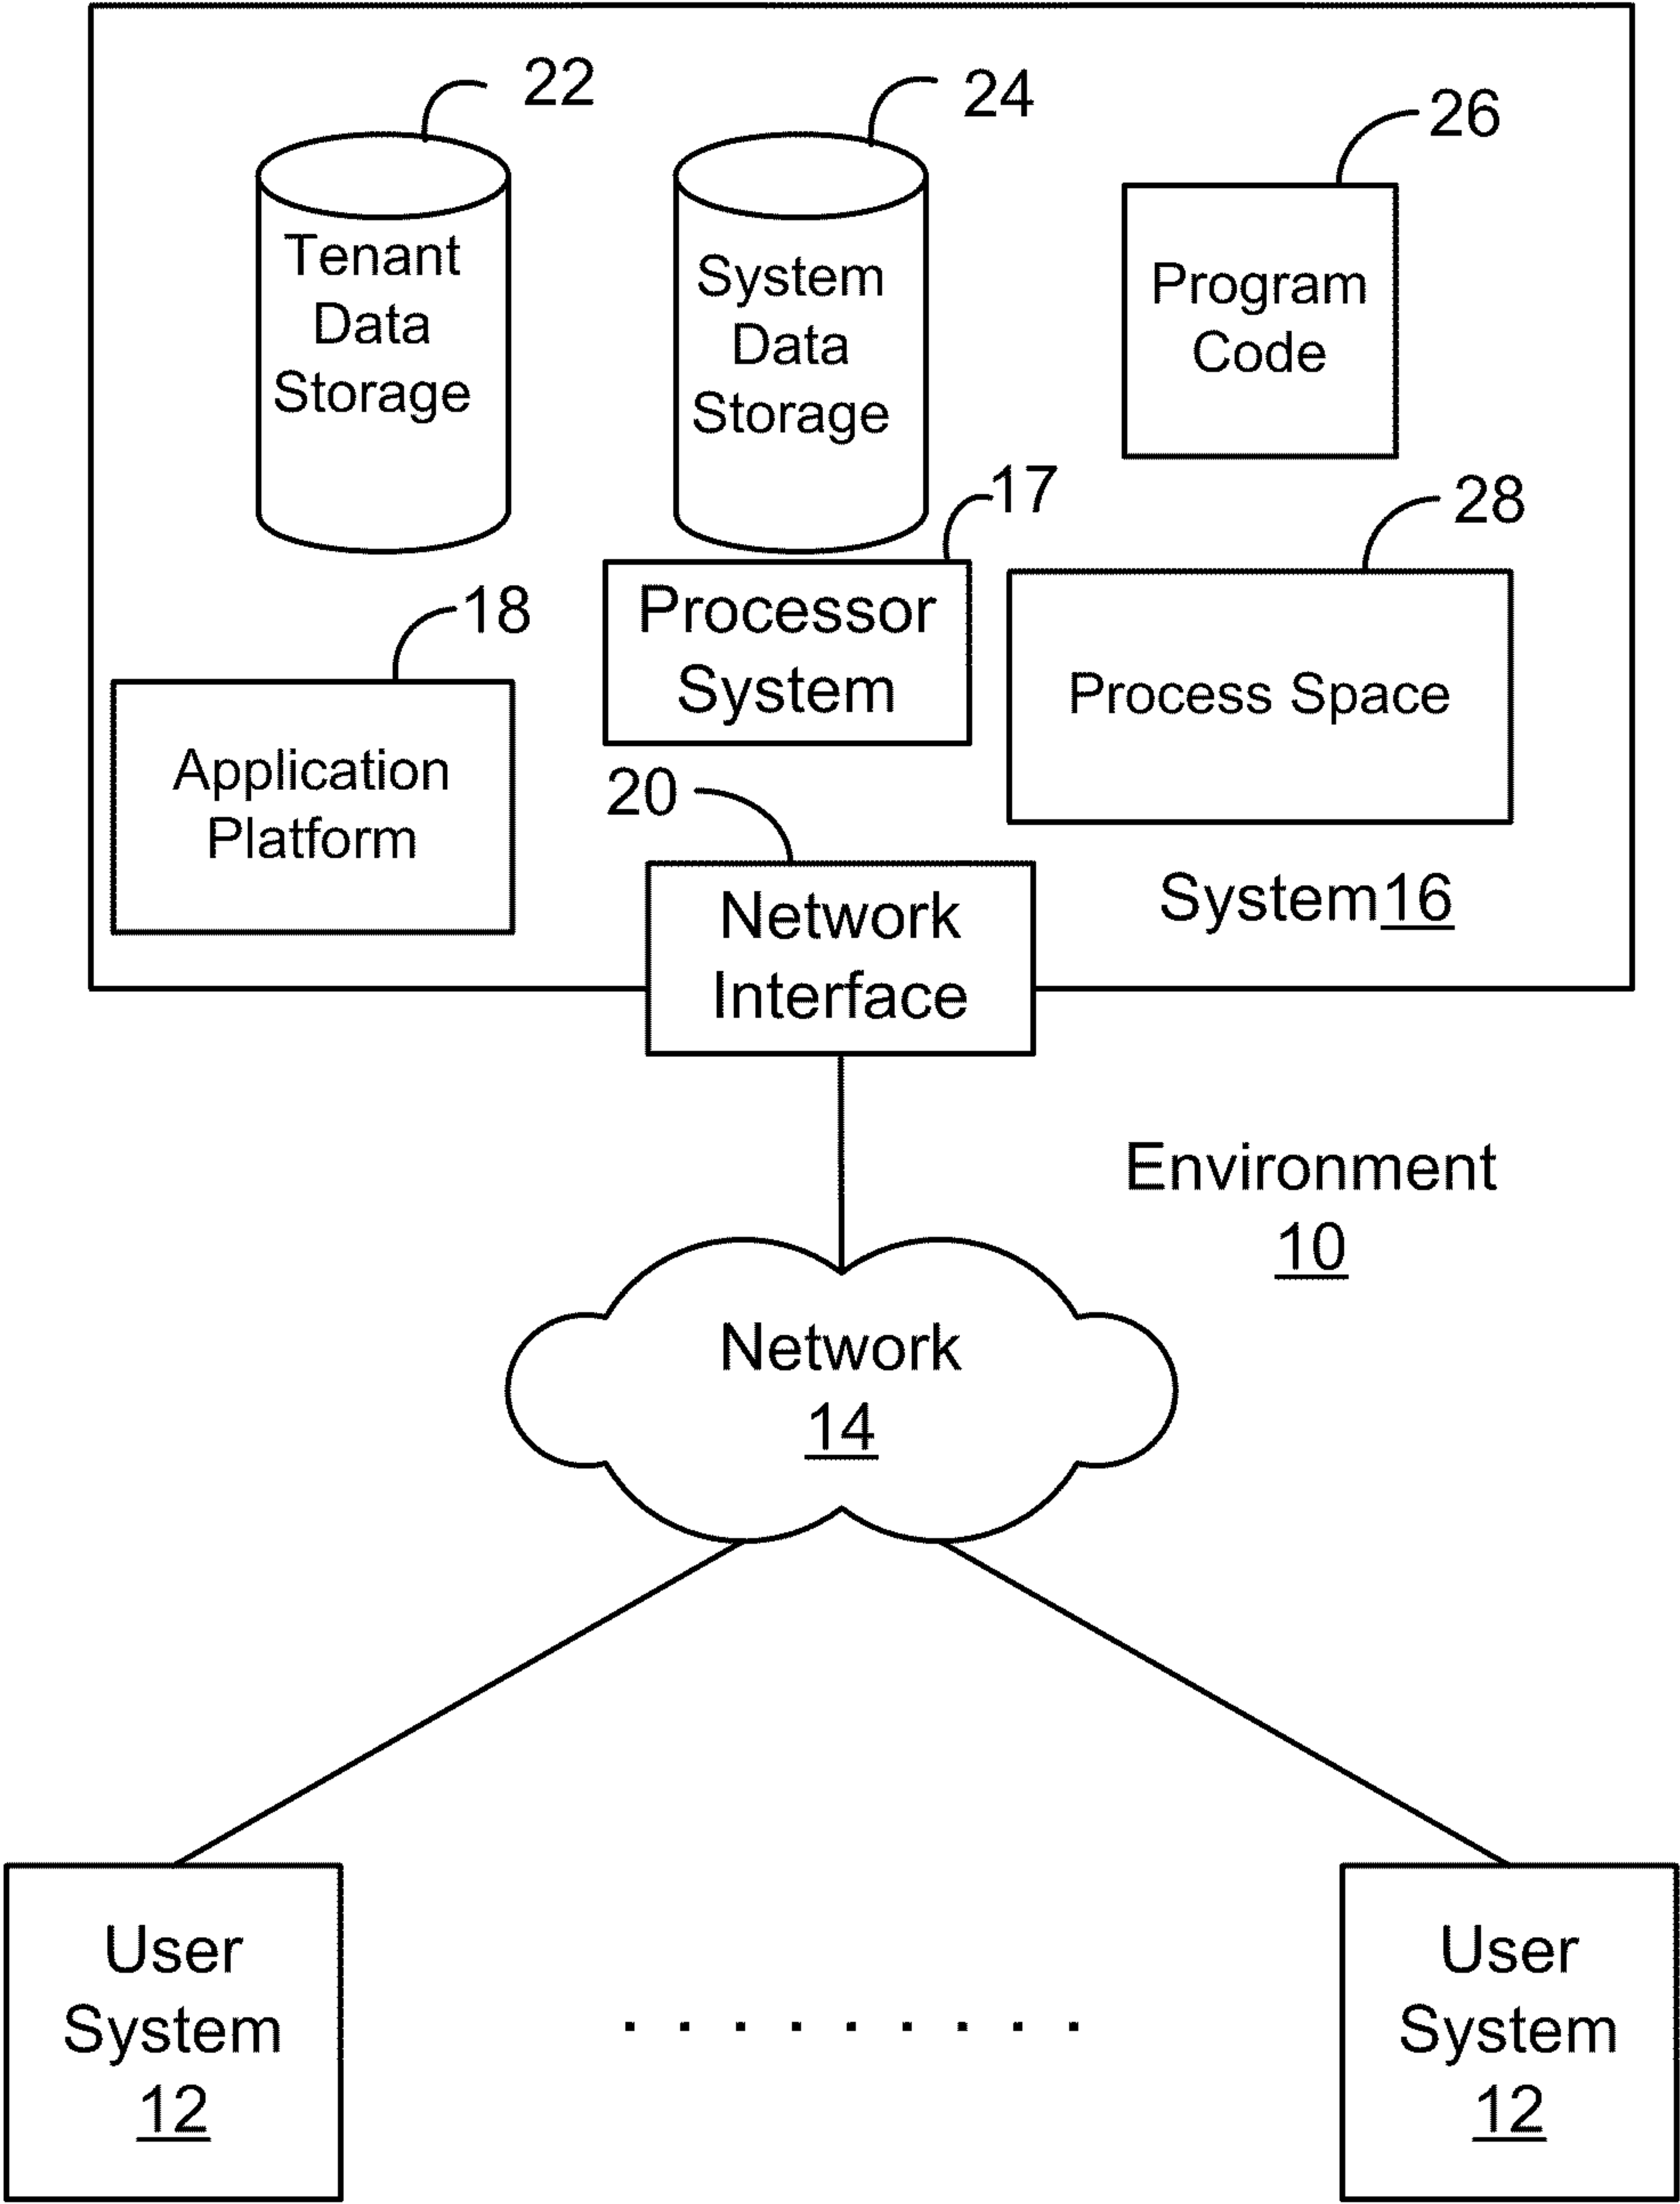 22
24
26
Tenant
Data
Storage
System
Data
Storage
Program
Code
17
28
18
Processor
System
Process Space
Application
Platform
20
Network
Interface
System16
Environment
10
Network
14
User
System
12
User
System
12